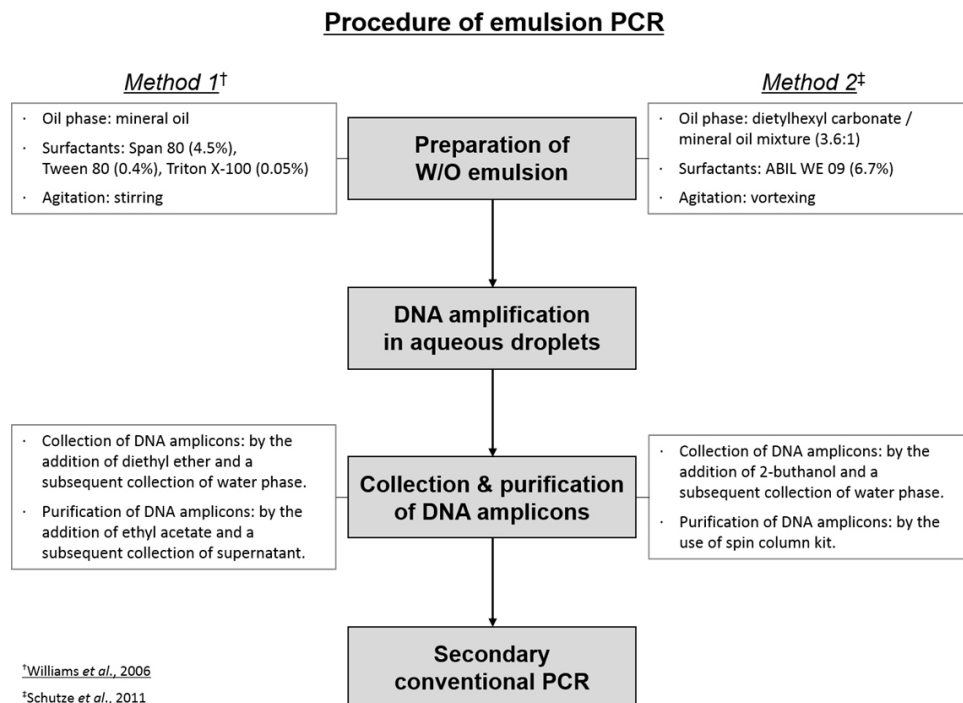 Procedure of emulsion PCR
Method 1†
· Oil phase: mineral oil
· Surfactants: Span 80 (4.5%),
Tween 80 (0.4%), Triton X-100 (0.05%)
· Agitation: stirring
Preparation of
W/O emulsion
Method 2‡
· Oil phase: dietylhexyl carbonate /
mineral oil mixture (3.6:1)
· Surfactants: ABIL WE 09 (6.7%)
· Agitation: vortexing
DNA amplification
in aqueous droplets
· Collection of DNA amplicons: by the
addition of diethyl ether and a
subsequent collection of water phase.
· Purification of DNA amplicons: by the
addition of ethyl acetate and a
subsequent collection of supernatant.
Collection & purification
of DNA amplicons
· Collection of DNA amplicons: by the
addition of 2-buthanol and a
subsequent collection of water phase.
· Purification of DNA amplicons: by the
use of spin column kit.
Secondary
conventional PCR
†Williams et al., 2006
‡Schutze et al., 2011